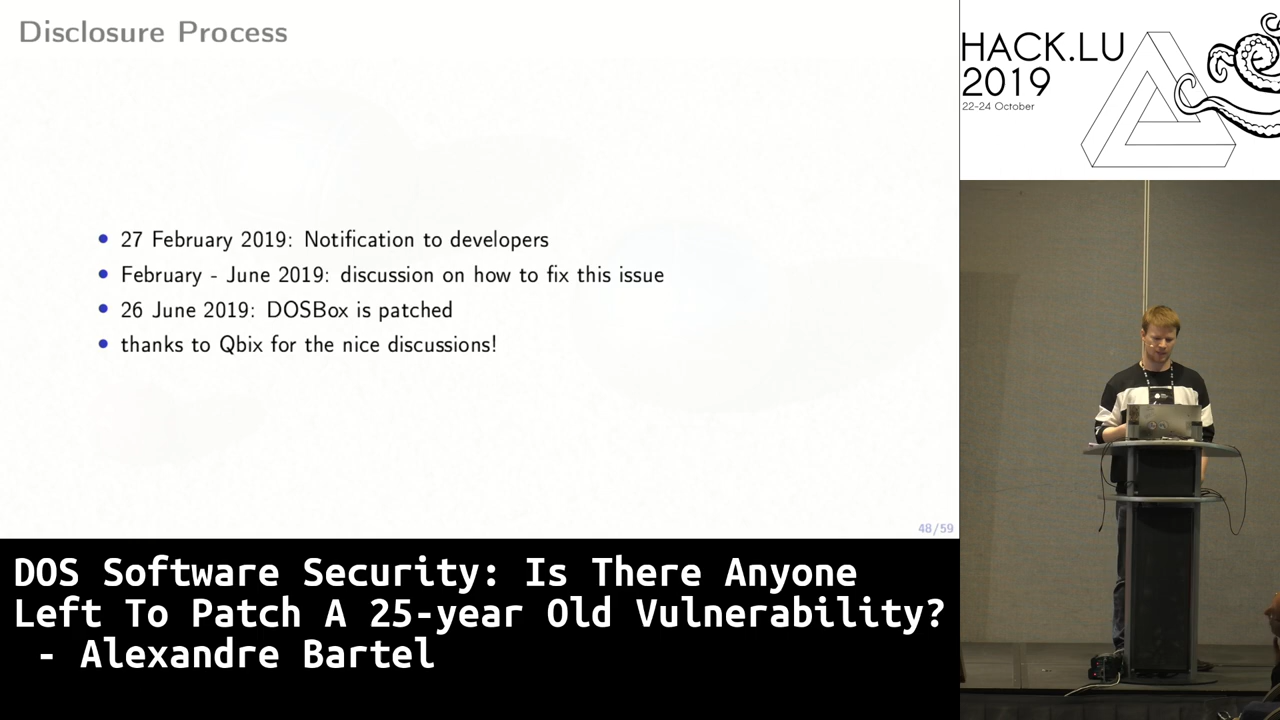 Disclosure Process
• 27 February 2019: Notification to developers
• February - June 2019: discussion on how to fix this issue
• 26 June 2019: DOSBox is patched
• thanks to Qbix for the nice discussions!
48/59
HACK.LU
2019
22-24 October
DOS Software Security: Is There Anyone
Left To Patch A 25-year Old Vulnerability?
- Alexandre Bartel